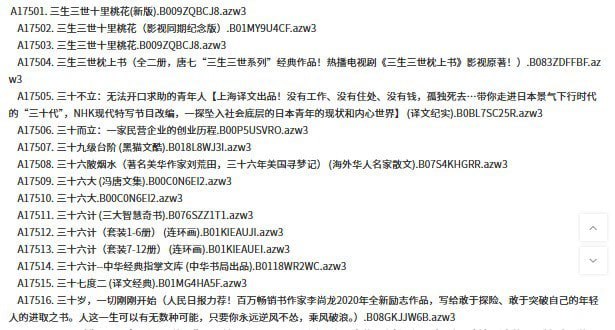 A17501. 三生三世十里桃花(新版).B009ZQBCJ8.azw3
A17502. 三生三世十里桃花（影视同期纪念版）.B01MY9U4CF.azw3
A17503. 三生三世十里桃花.B009ZQBCJ8.azw3
A17504. 三生三世枕上书（全二册，唐七“三生三世系列”经典作品！热播电视剧《三生三世枕上书》影视原著！）.B083ZDFFBF.az
w3
A17505. 三十不立：无法开口求助的青年人【上海译文出品！没有工作、没有住处、没有钱，孤独死去…带你走进日本景气下行时代
的“三十代”，NHK现代特写节目改编，一探坠入社会底层的日本青年的现状和内心世界】 (译文纪实).B0BL7SC25R.azw3
A17506. 三十而立：一家民营企业的创业历程.B00P5USVRO.azw3
A17507. 三十九级台阶 (黑猫文酷).B018L8WJ3I.azw3
A17508. 三十六陂烟水（著名美华作家刘荒田，三十六年美国寻梦记） (海外华人名家散文).B07S4KHGRR.azw3
A17509. 三十六大 (冯唐文集).B00C0N6EI2.azw3
A17510. 三十六大.B00C0N6EI2.azw3
A17511. 三十六计 (三大智慧奇书).B076SZZ1T1.azw3
A17512. 三十六计（套装1-6册） (连环画).B01KIEAUJI.azw3
A17513. 三十六计（套装7-12册） (连环画).B01KIEAUEI.azw3
A17514. 三十六计--中华经典指掌文库 (中华书局出品).B0118WR2WC.azw3
A17515. 三十七度二 (译文经典).B01MG4HA5F.azw3
A17516. 三十岁，一切刚刚开始（人民日报力荐！百万畅销书作家李尚龙2020年全新励志作品，写给敢于探险、敢于突破自己的年轻
人的进取之书。人这一生可以有无数种可能，只要你永远逆风不怂，乘风破浪。）.B08GKJJW6B.azw3